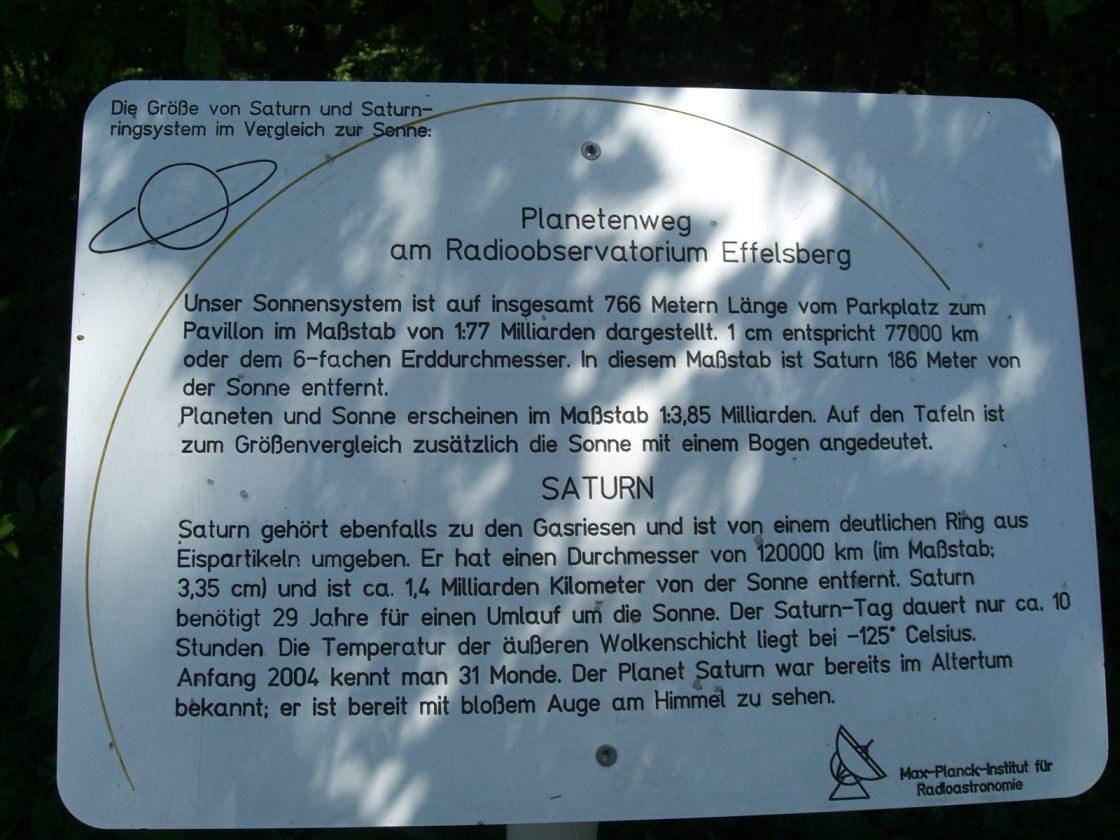 Die Größe von Saturn und Saturn-
ringsystem im Vergleich zur Sonne:
Planetenweg
am Radioobservatorium Effelsberg
Unser Sonnensystem ist auf insgesamt 766 Metern Länge vom Parkplatz zum
Pavillon im Maßstab von 1:77 Milliarden dargestellt. 1 cm entspricht 77000 km
oder dem 6-fachen Erddurchmesser. In diesem Maßstab ist Saturn 186 Meter von
der Sonne entfernt.
Planeten und Sonne erscheinen im Maßstab 1:3,85 Milliarden. Auf den Tafeln ist
zum Größenvergleich zusätzlich die Sonne mit einem Bogen angedeutet.
SATURN
Saturn gehört ebenfalls zu den Gasriesen und ist von einem deutlichen Ring aus
Eispartikeln umgeben. Er hat einen Durchmesser von 120000 km (im Maßstab:
3,35 cm) und ist ca. 1,4 Milliarden Kilometer von der Sonne entfernt. Saturn
benötigt 29 Jahre für einen Umlauf um die Sonne. Der Saturn-Tag dauert nur ca. 10
Stunden. Die Temperatur der äußeren Wolkenschicht liegt bei -125° Celsius.
Anfang 2004 kennt man 31 Monde. Der Planet Saturn war bereits im Altertum
bekannt; er ist bereit mit bloßem Auge am Himmel zu sehen.
Max-Planck-Institut für
Radioastronomie